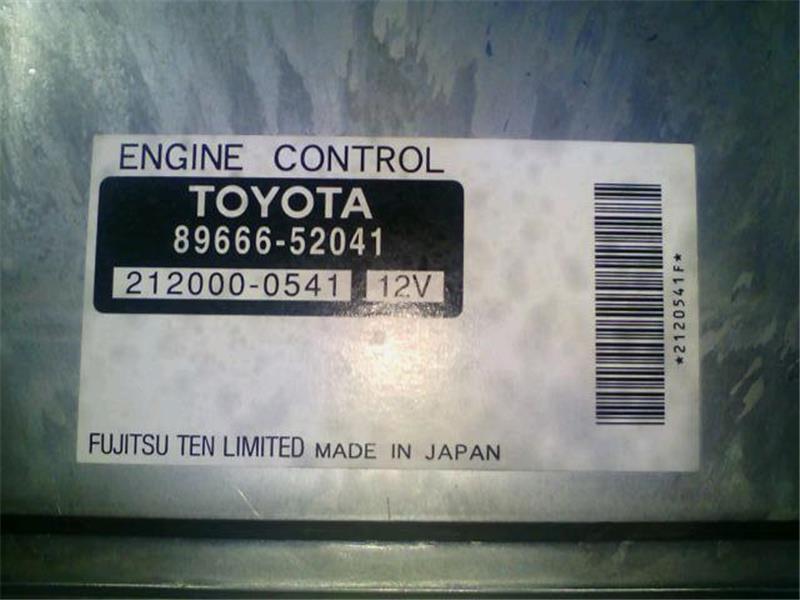 ENGINE CONTROL
TOYOTA
89666-52041
212000-0541 12V
*2120541F*
FUJITSU TEN LIMITED MADE IN JAPAN